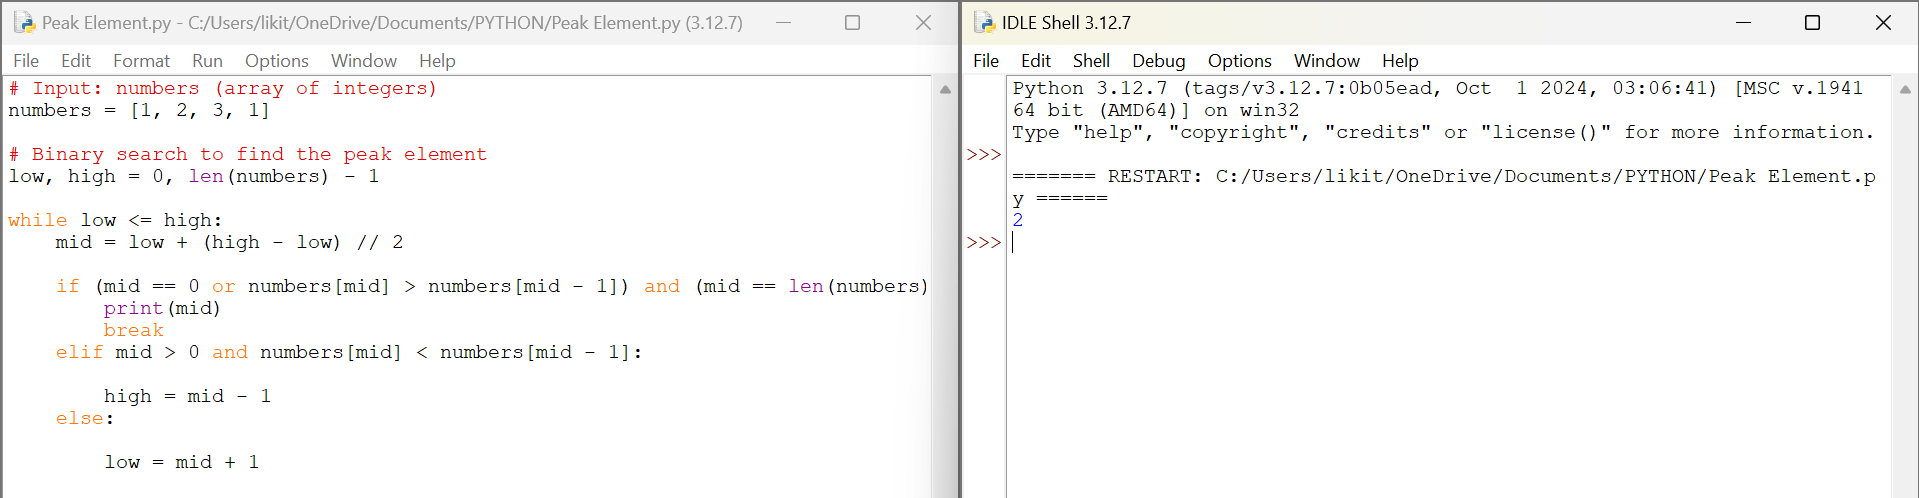 Peak Element.py - C:/Users/likit/OneDrive/Documents/PYTHON/Peak Element.py (3.12.7)
File Edit Format Run Options Window Help
# Input: numbers (array of integers)
numbers = [1, 2, 3, 1]
# Binary search to find the peak element
low, high = 0, len(numbers) - 1
while low <= high:
    mid = low + (high - low) // 2
    if (mid == 0 or numbers[mid] > numbers[mid - 1]) and (mid == len(numbers)
        print(mid)
        break
    elif mid > 0 and numbers[mid] < numbers[mid - 1]:
        high = mid - 1
    else:
        low = mid + 1
IDLE Shell 3.12.7
File Edit Shell Debug Options Window Help
Python 3.12.7 (tags/v3.12.7:0b05ead, Oct  1 2024, 03:06:41) [MSC v.1941
64 bit (AMD64)] on win32
Type "help", "copyright", "credits" or "license()" for more information.
>>>
======= RESTART: C:/Users/likit/OneDrive/Documents/PYTHON/Peak Element.p
y ======
2
>>>